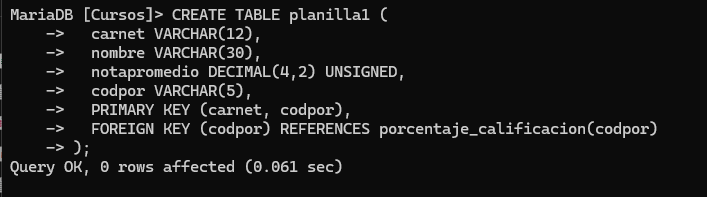 MariaDB [Cursos]> CREATE TABLE planilla1 (
    ->   carnet VARCHAR(12),
    ->   nombre VARCHAR(30),
    ->   notapromedio DECIMAL(4,2) UNSIGNED,
    ->   codpor VARCHAR(5),
    ->   PRIMARY KEY (carnet, codpor),
    ->   FOREIGN KEY (codpor) REFERENCES porcentaje_calificacion(codpor)
    -> );
Query OK, 0 rows affected (0.061 sec)